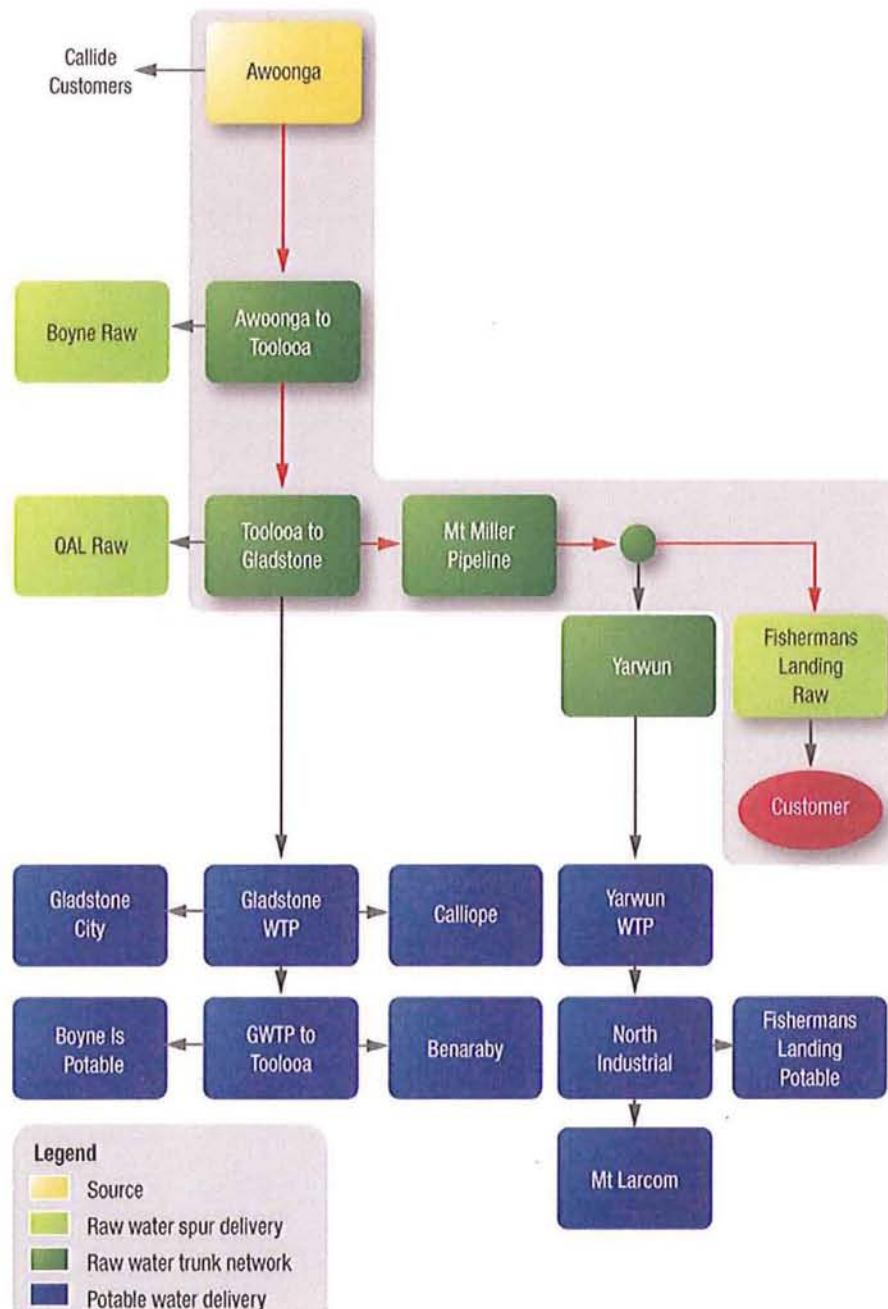 Callide
Customers
Awoonga
Boyne Raw
Awoonga to
Toolooa
QAL Raw
Toolooa to
Gladstone
Mt Miller
Pipeline
Yarwun
Fishermans
Landing
Raw
Customer
Gladstone
City
Gladstone
WTP
Calliope
Yarwun
WTP
Boyne Is
Potable
GWTP to
Toolooa
Benaraby
North
Industrial
Fishermans
Landing
Potable
Mt Larcom
Legend
Source
Raw water spur delivery
Raw water trunk network
Potable water delivery